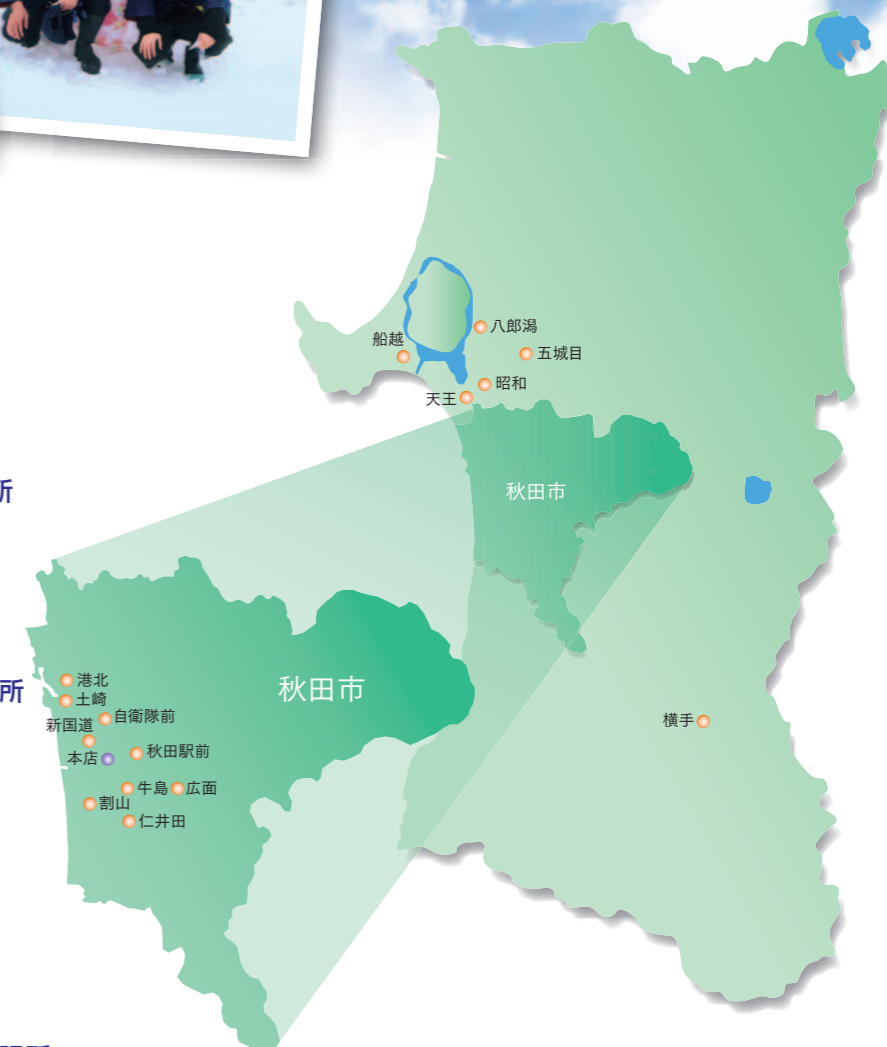 八郎潟
船越
五城目
昭和
天王
秋田市
所
秋田市
港北
所
土崎
自衛隊前
新国道
横手
秋田駅前
本店
牛島
広面
割山
仁井田